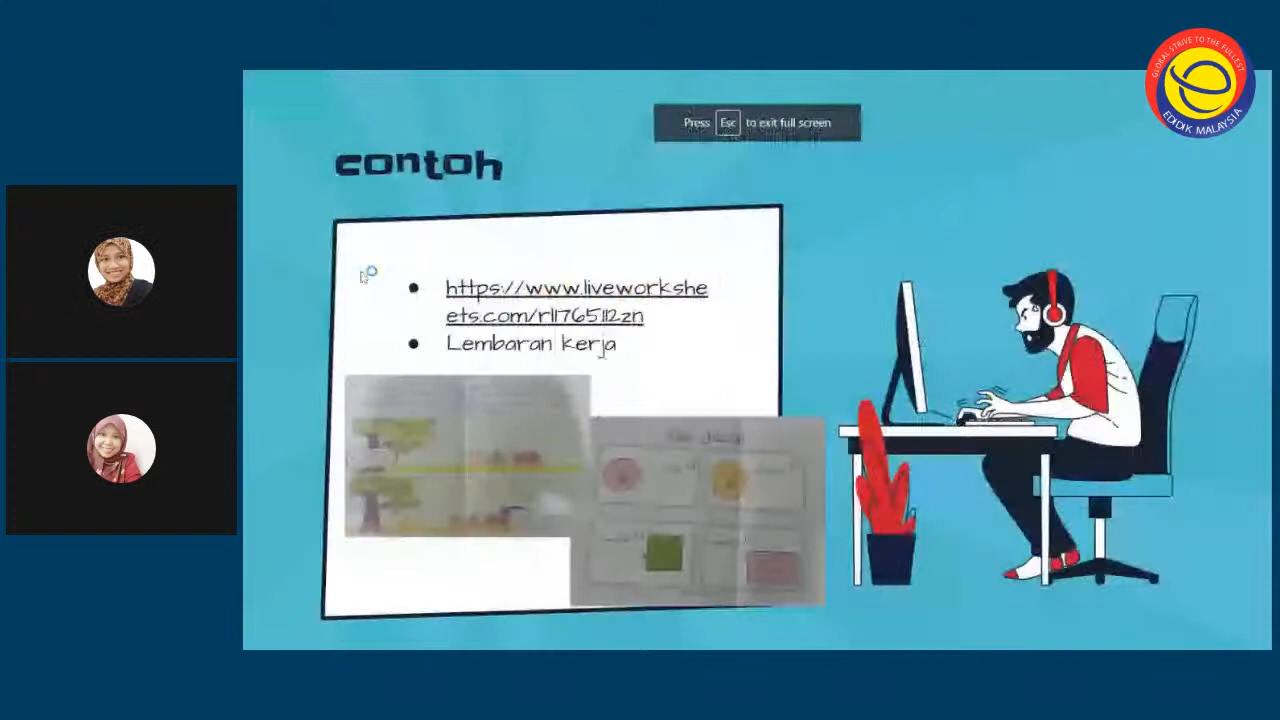 GLOBAL STRIVE TO THE FULLEST
EDIDIK MALAYSIA
Press Esc to exit full screen
contoh
https://www.liveworkshe
ets.com/rl1765112zn
Lembaran kerja